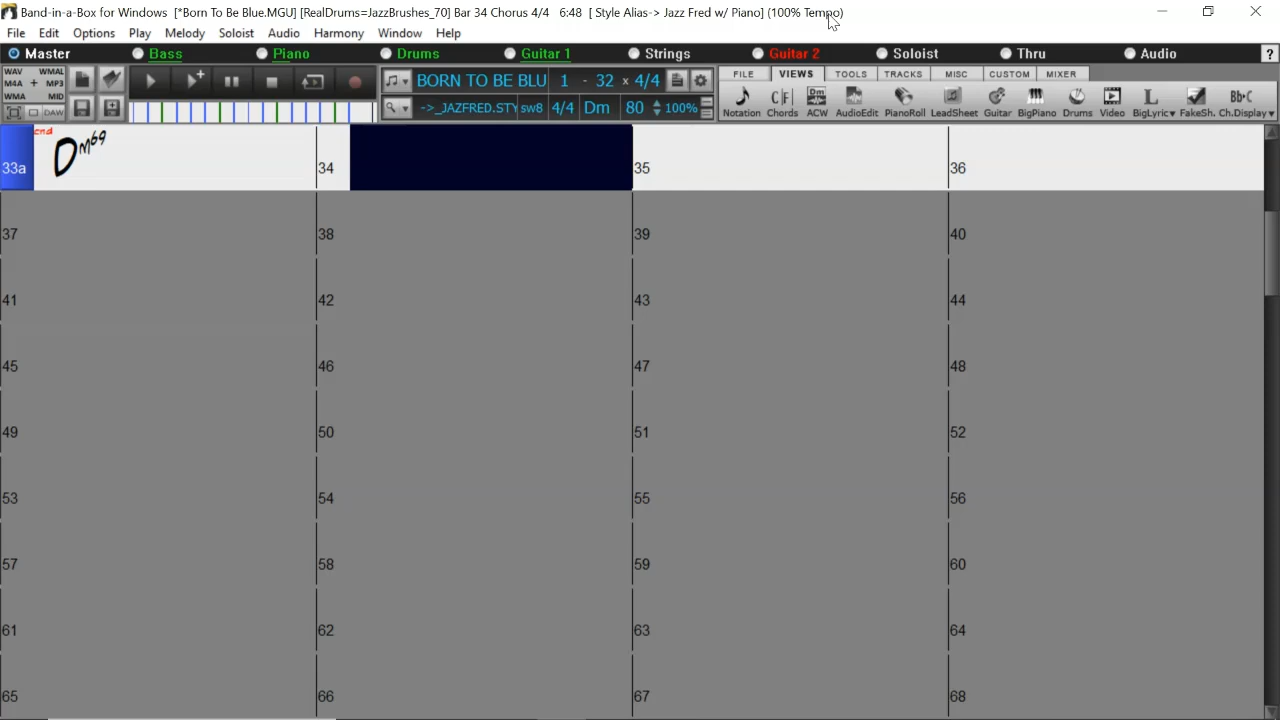 Band-in-a-Box for Windows [*Born To Be Blue.MGU] [RealDrums=JazzBrushes_70] Bar 34 Chorus 4/4 6:48 [ Style Alias-> Jazz Fred w/ Piano] (100% Tempo)
File Edit Options Play Melody Soloist Audio Harmony Window Help
Master Bass Piano Drums Guitar 1 Strings Guitar 2 Soloist Thru Audio ?
WAV WMAL
M4A + MP3
WMA MID
DAW
BORN TO BE BLU 1 - 32 x 4/4
->_JAZFRED.STY sw8 4/4 Dm 80 100%
FILE VIEWS TOOLS TRACKS MISC CUSTOM MIXER
Notation Chords ACW AudioEdit PianoRoll LeadSheet Guitar BigPiano Drums Video BigLyric FakeSh. Ch.Display
end
33a Dm69 34 35 36
37 38 39 40
41 42 43 44
45 46 47 48
49 50 51 52
53 54 55 56
57 58 59 60
61 62 63 64
65 66 67 68